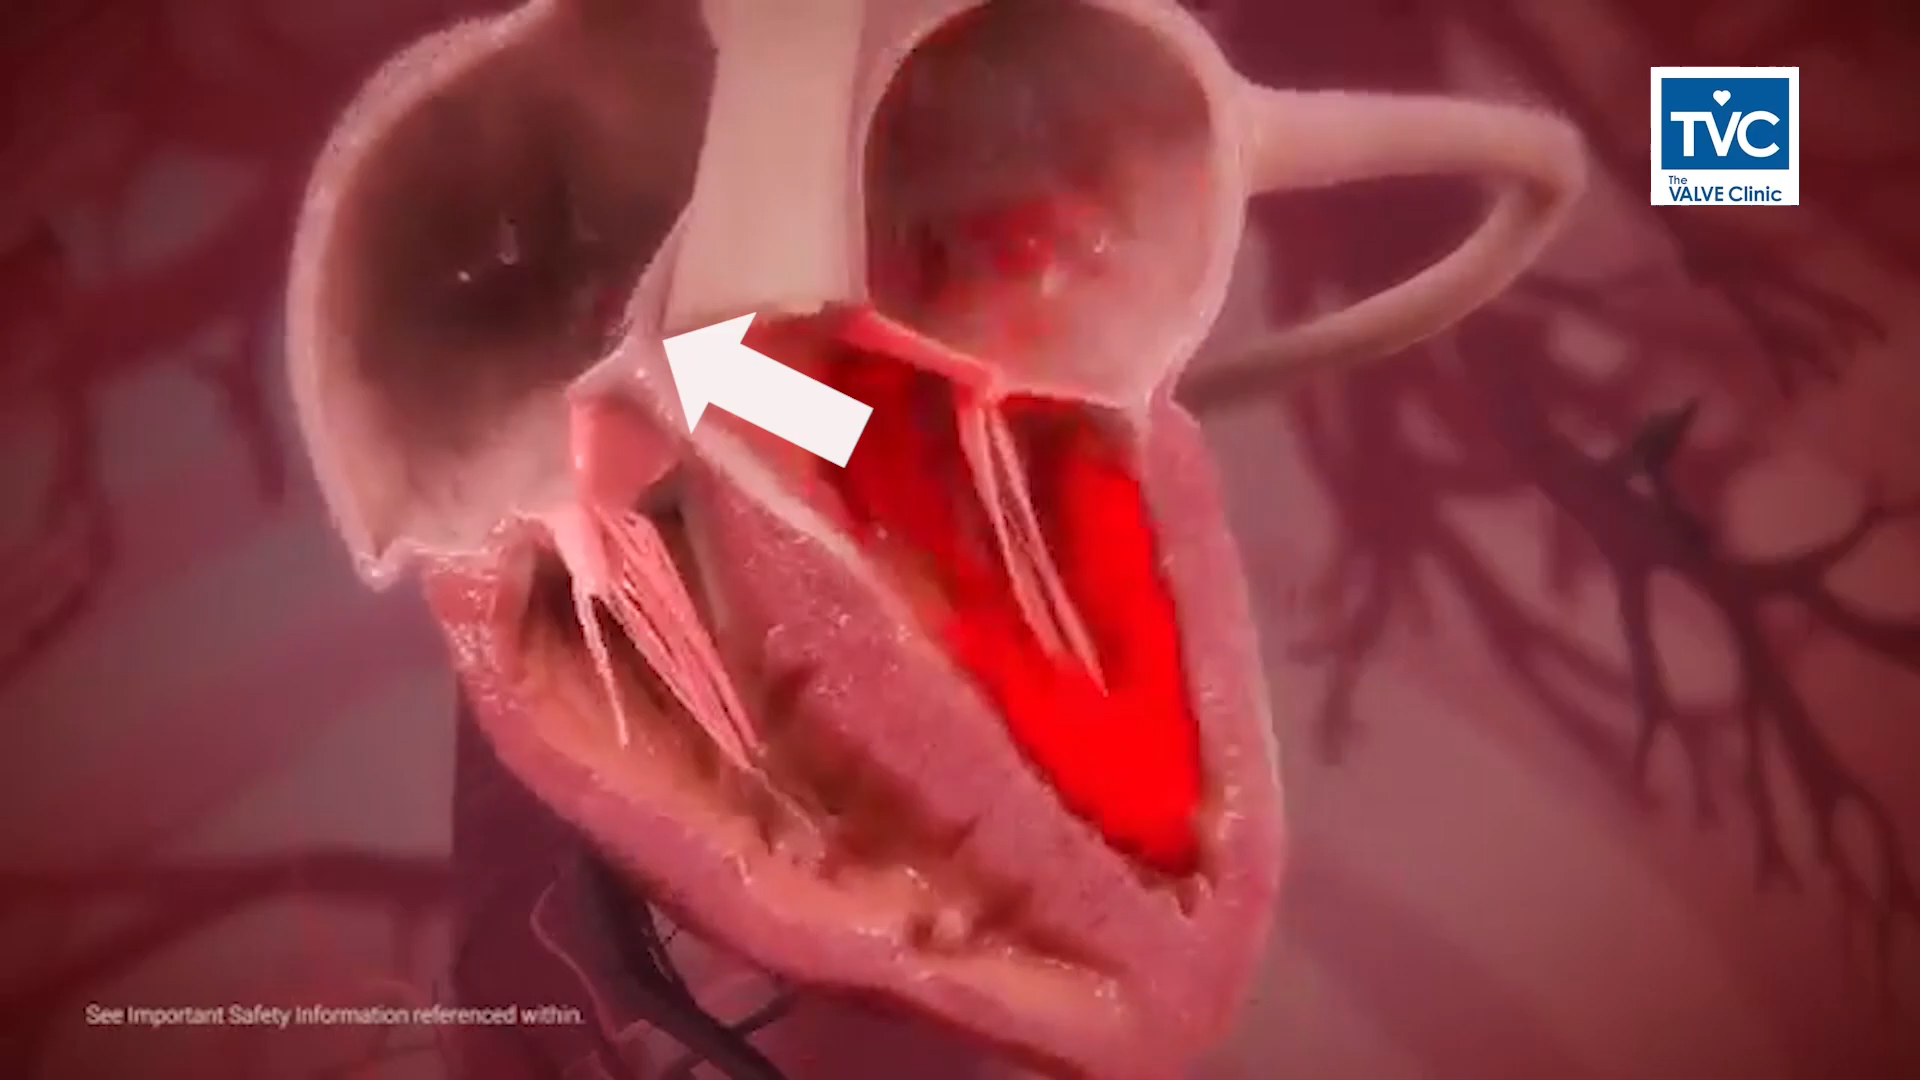 TVC
The
VALVE Clinic
See Important Safety Information referenced within.